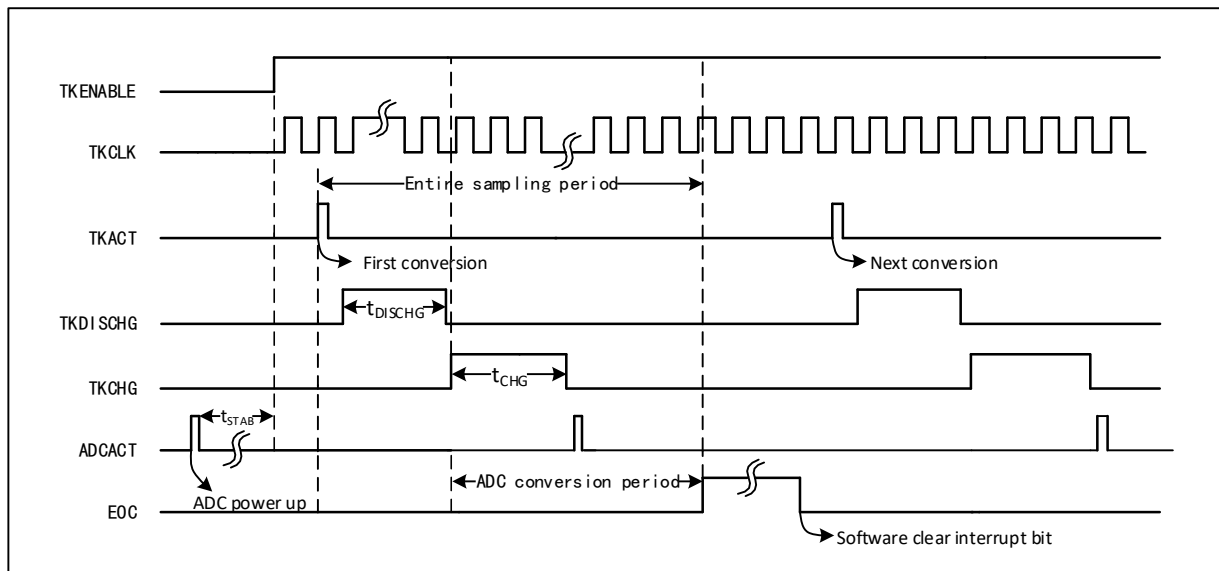 TKENABLE
TKCLK
Entire sampling period
TKACT
First conversion
Next conversion
tDISCHG
TKDISCHG
tCHG
TKCHG
tSTAB
ADCACT
ADC conversion period
ADC power up
EOC
Software clear interrupt bit